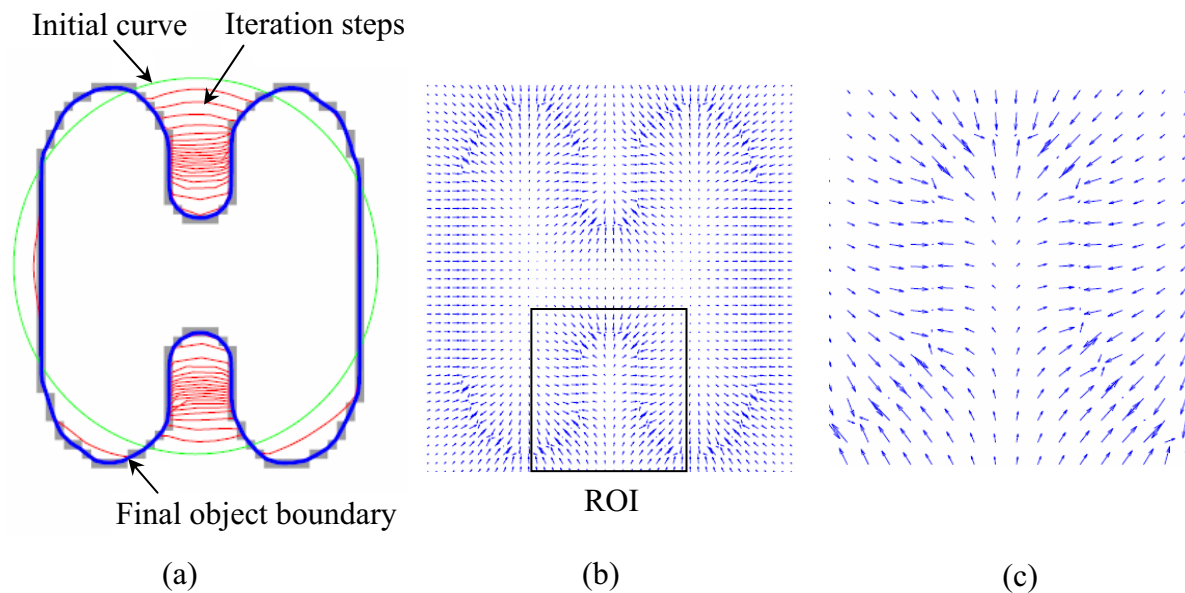 Initial curve
Iteration steps
Final object boundary
ROI
(a)
(b)
(c)